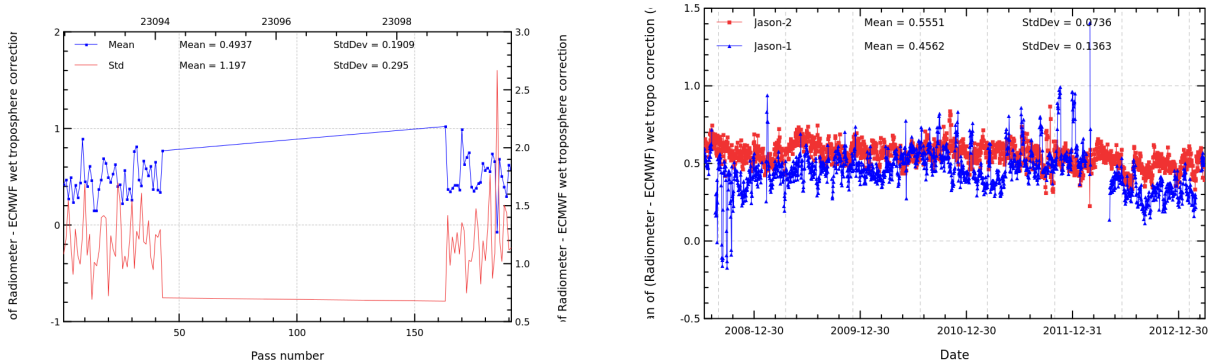 23094 23096 23098
Mean Mean = 0.4937 StdDev = 0.1909
Std Mean = 1.197 StdDev = 0.295
of Radiometer - ECMWF wet troposphere correction
2
1
0
-1
3.0
2.5
2.0
1.5
1.0
0.5
of Radiometer - ECMWF wet troposphere correction
50 100 150
Pass number
Jason-2 Mean = 0.5551 StdDev = 0.0736
Jason-1 Mean = 0.4562 StdDev = 0.1363
an of (Radiometer - ECMWF) wet tropo correction (
1.5
1.0
0.5
0.0
-0.5
2008-12-30 2009-12-30 2010-12-30 2011-12-31 2012-12-30
Date